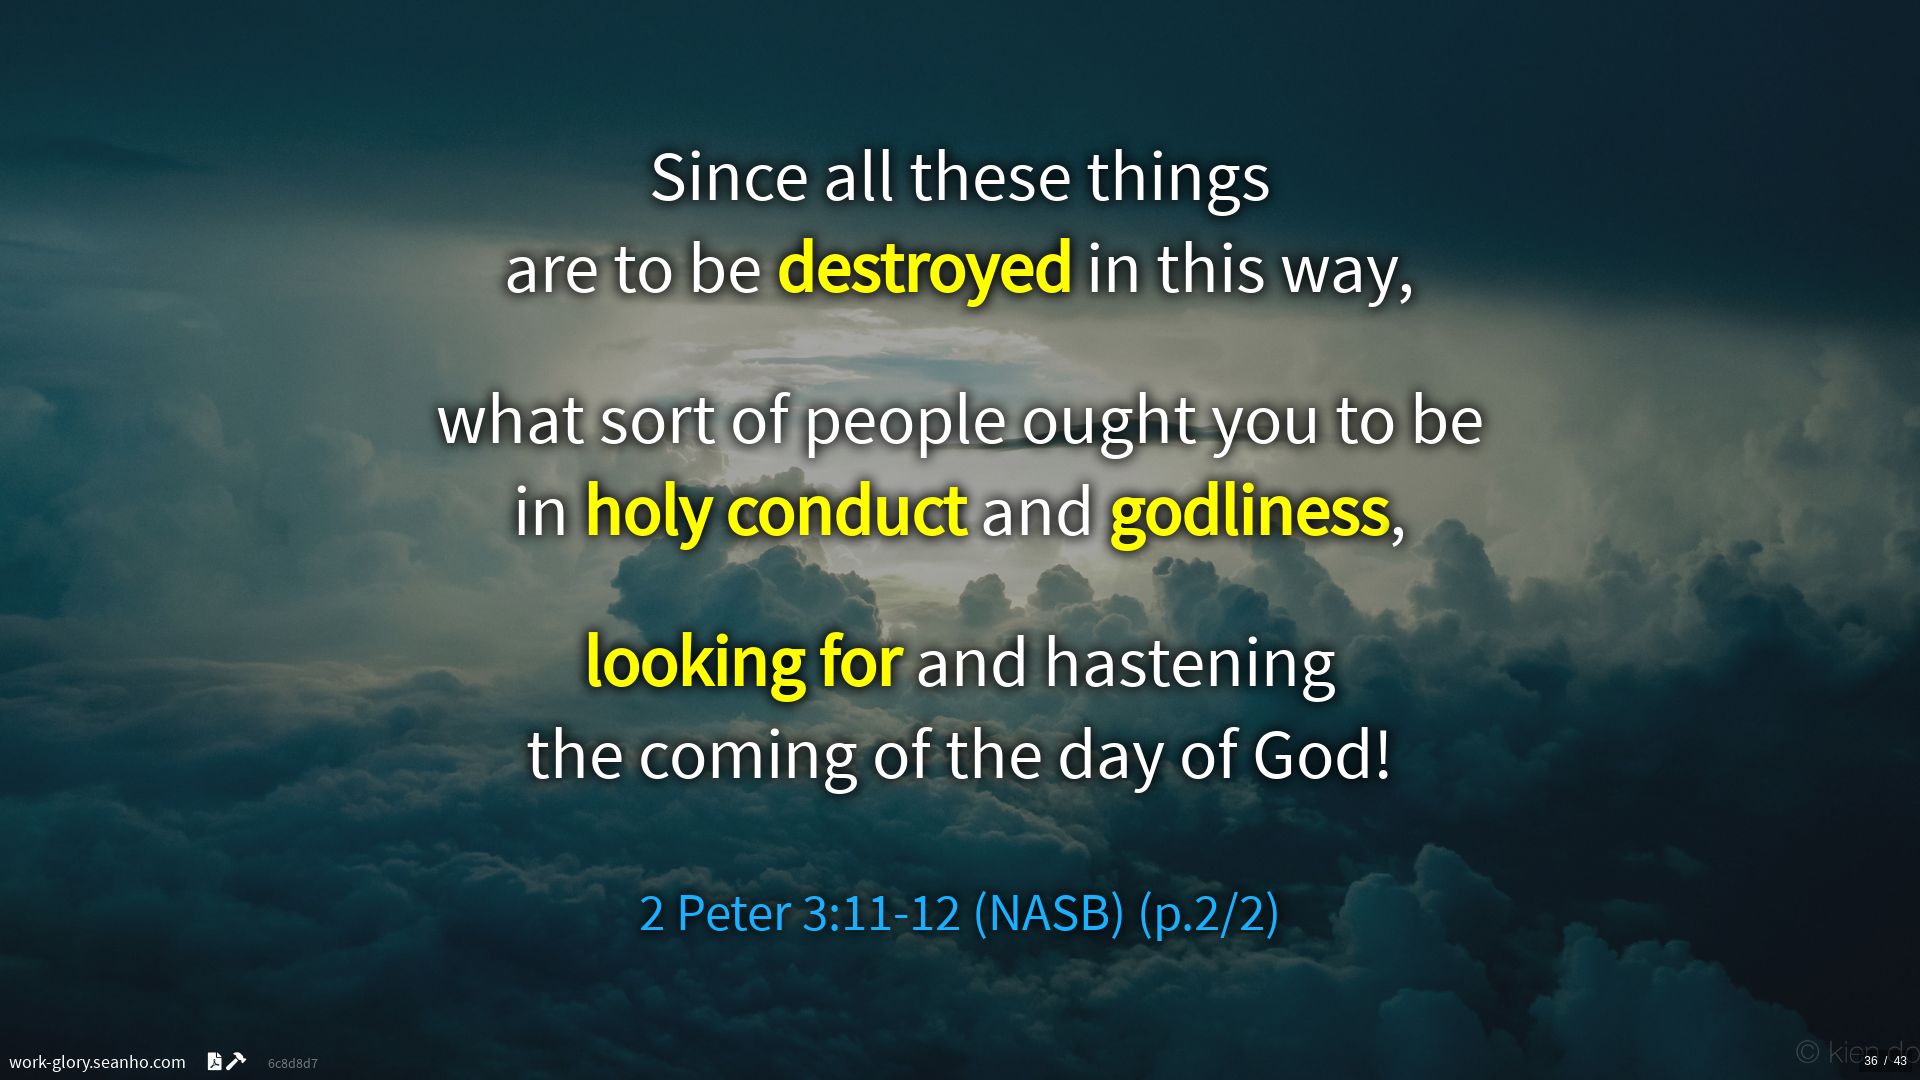 Since all these things
are to be destroyed in this way,
what sort of people ought you to be
in holy conduct and godliness,
looking for and hastening
the coming of the day of God!
2 Peter 3:11-12 (NASB) (p.2/2)
work-glory.seanho.com 6c8d8d7
© kien do
36 / 43